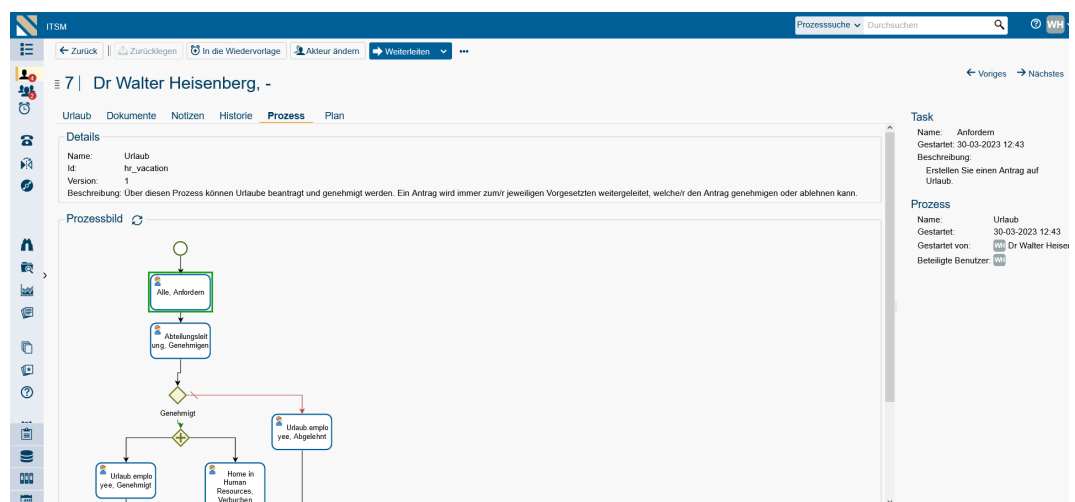 ITSM
Prozesssuche
Durchsuchen
WH
Zurück
Zurücklegen
In die Wiedervorlage
Akteur ändern
Weiterleiten
Voriges
Nächstes
7 | Dr Walter Heisenberg, -
Urlaub Dokumente Notizen Historie Prozess Plan
Details
Name: Urlaub
Id: hr_vacation
Version: 1
Beschreibung: Über diesen Prozess können Urlaube beantragt und genehmigt werden. Ein Antrag wird immer zum/r jeweiligen Vorgesetzten weitergeleitet, welche/r den Antrag genehmigen oder ablehnen kann.
Prozessbild
Alle, Anfordern
Abteilungsleit
ung, Genehmigen
Genehmigt
Urlaub.emplo
yee, Abgelehnt
Urlaub.emplo
yee, Genehmigt
Home in
Human
Resources,
Verbuchen
Task
Name: Anfordern
Gestartet: 30-03-2023 12:43
Beschreibung:
Erstellen Sie einen Antrag auf
Urlaub.
Prozess
Name: Urlaub
Gestartet: 30-03-2023 12:43
Gestartet von: WH Dr Walter Heisen
Beteiligte Benutzer: WH